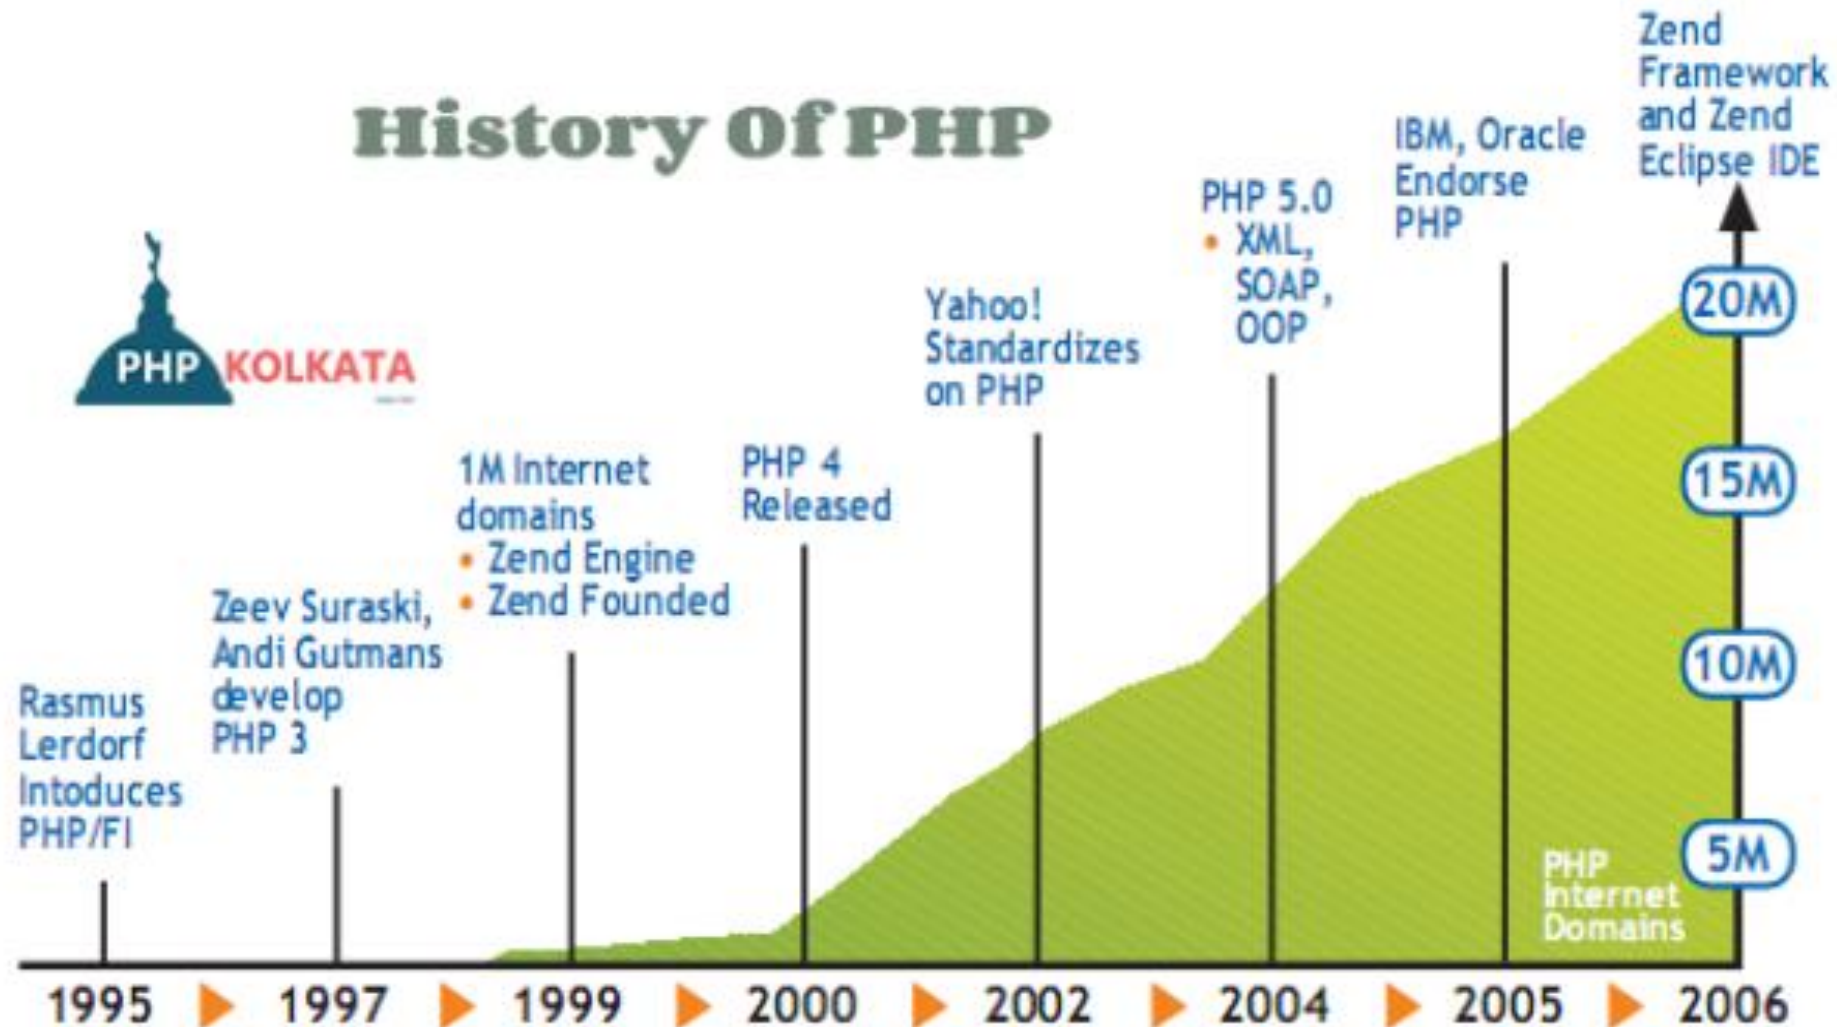 History Of PHP
PHP KOLKATA
Rasmus
Lerdorf
Intoduces
PHP/FI
Zeev Suraski,
Andi Gutmans
develop
PHP 3
1M Internet
domains
• Zend Engine
• Zend Founded
PHP 4
Released
Yahoo!
Standardizes
on PHP
PHP 5.0
• XML,
SOAP,
OOP
IBM, Oracle
Endorse
PHP
Zend
Framework
and Zend
Eclipse IDE
20M
15M
10M
5M
PHP
Internet
Domains
1995 1997 1999 2000 2002 2004 2005 2006